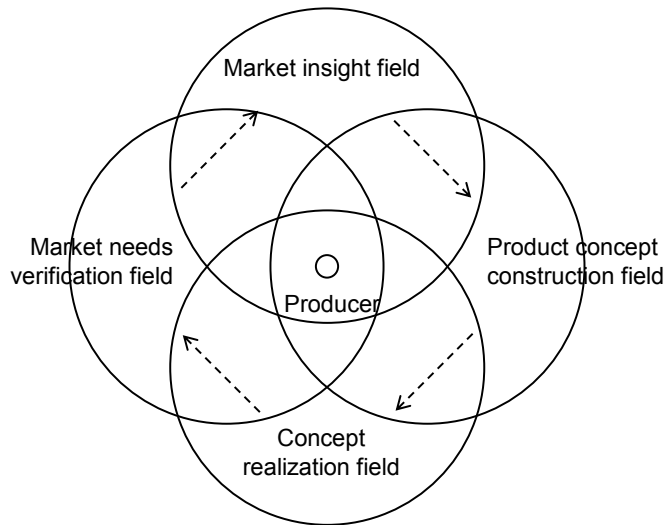 Market insight field
Market needs
verification field
Product concept
construction field
Producer
Concept
realization field